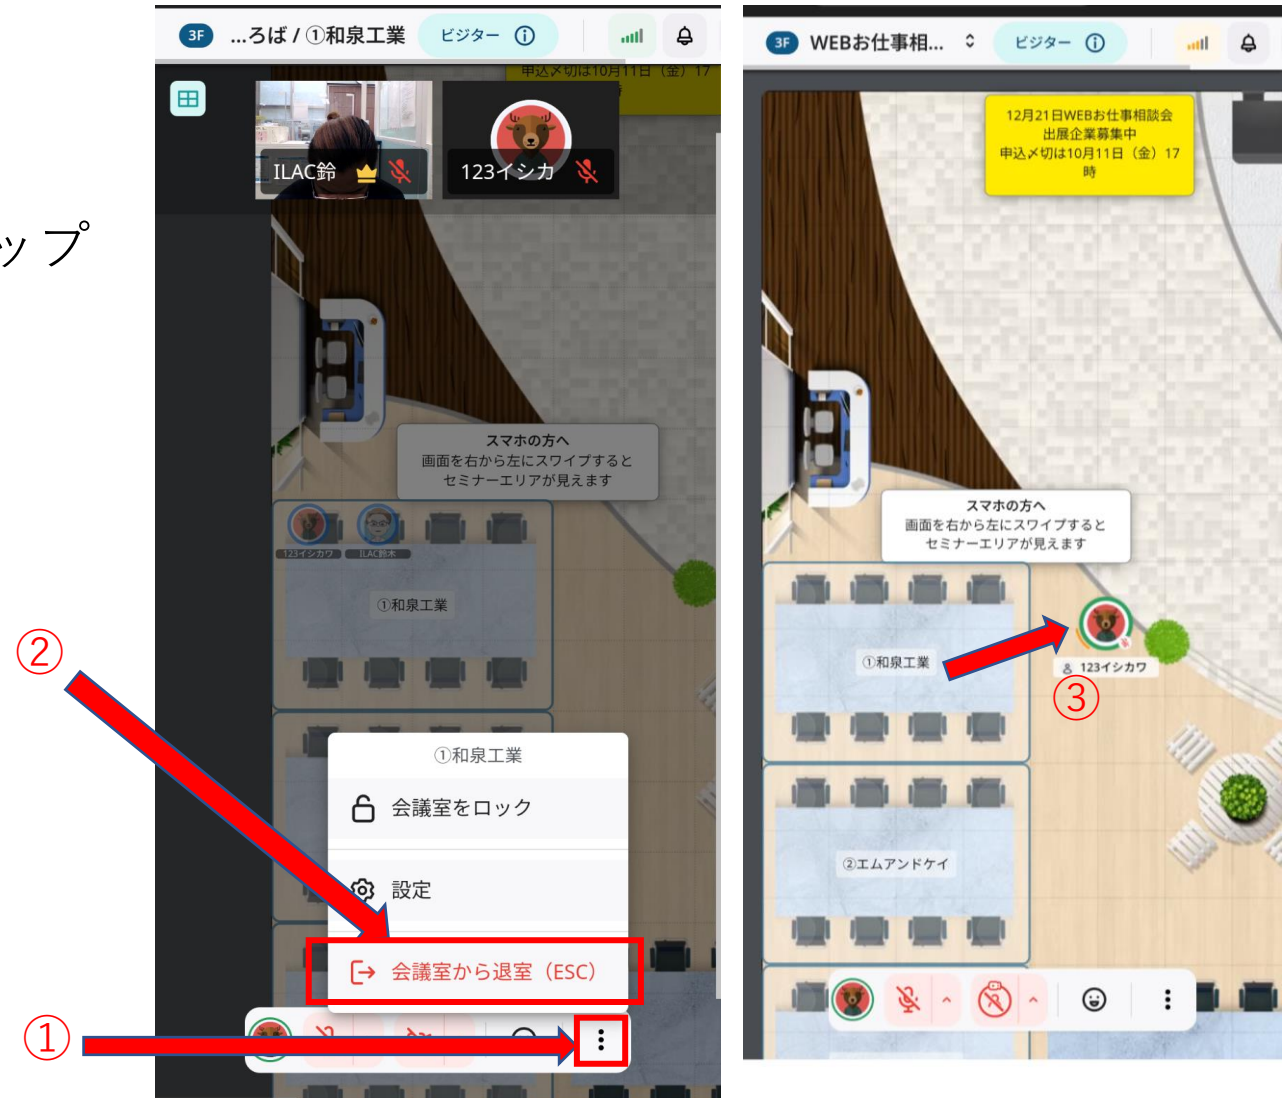 ップ
②
①
3F …ろば / ①和泉工業 ビジター
申込〆切は10月11日（金）17
ILAC鈴
123イシカ
スマホの方へ
画面を右から左にスワイプすると
セミナーエリアが見えます
123イシカワ ILAC鈴木
①和泉工業
①和泉工業
会議室をロック
設定
会議室から退室（ESC）
3F WEBお仕事相… ビジター
12月21日WEBお仕事相談会
出展企業募集中
申込〆切は10月11日（金）17
時
スマホの方へ
画面を右から左にスワイプすると
セミナーエリアが見えます
①和泉工業
123イシカワ
③
②エムアンドケイ